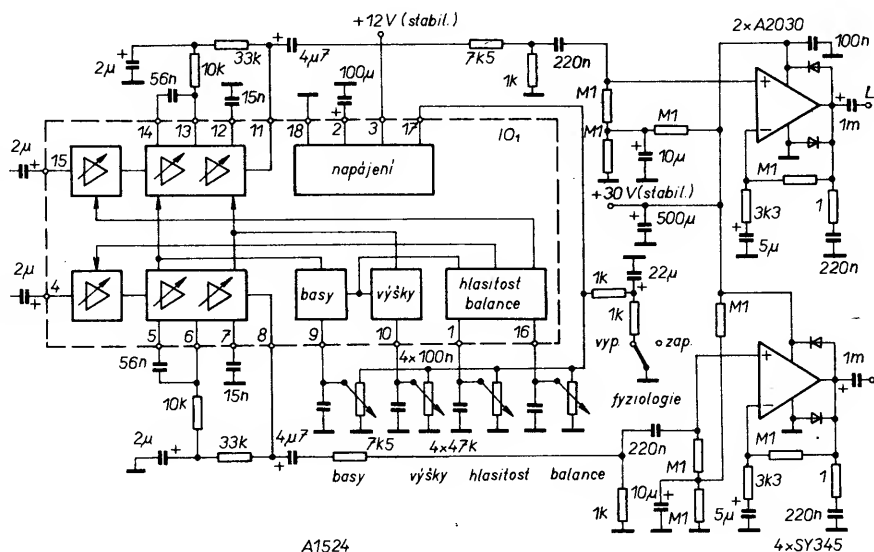 +12V (stabil.)
2×A2030
2µ
33k
4µ7
7k5
220n
100n
10k
1k
56n
15n
100µ
M1
L
14
13
12
11
18
2
3
17
IO₁
1m
M1
M1
10µ
2µ
15
napájení
M1
+30V (stabil.)
3k3
1
500µ
5µ
220n
22µ
2µ
4
basy
výšky
hlasitost
balance
1k
1k
M1
5
6
7
8
9
10
1
16
vyp.
zap.
1m
56n
15n
4×100n
fyziologie
10k
2µ
33k
4µ7
7k5
4×47k
220n
M1
M1
3k3
1
basy
výšky
hlasitost
balance
1k
10µ
M1
5µ
220n
A1524
4×SY345